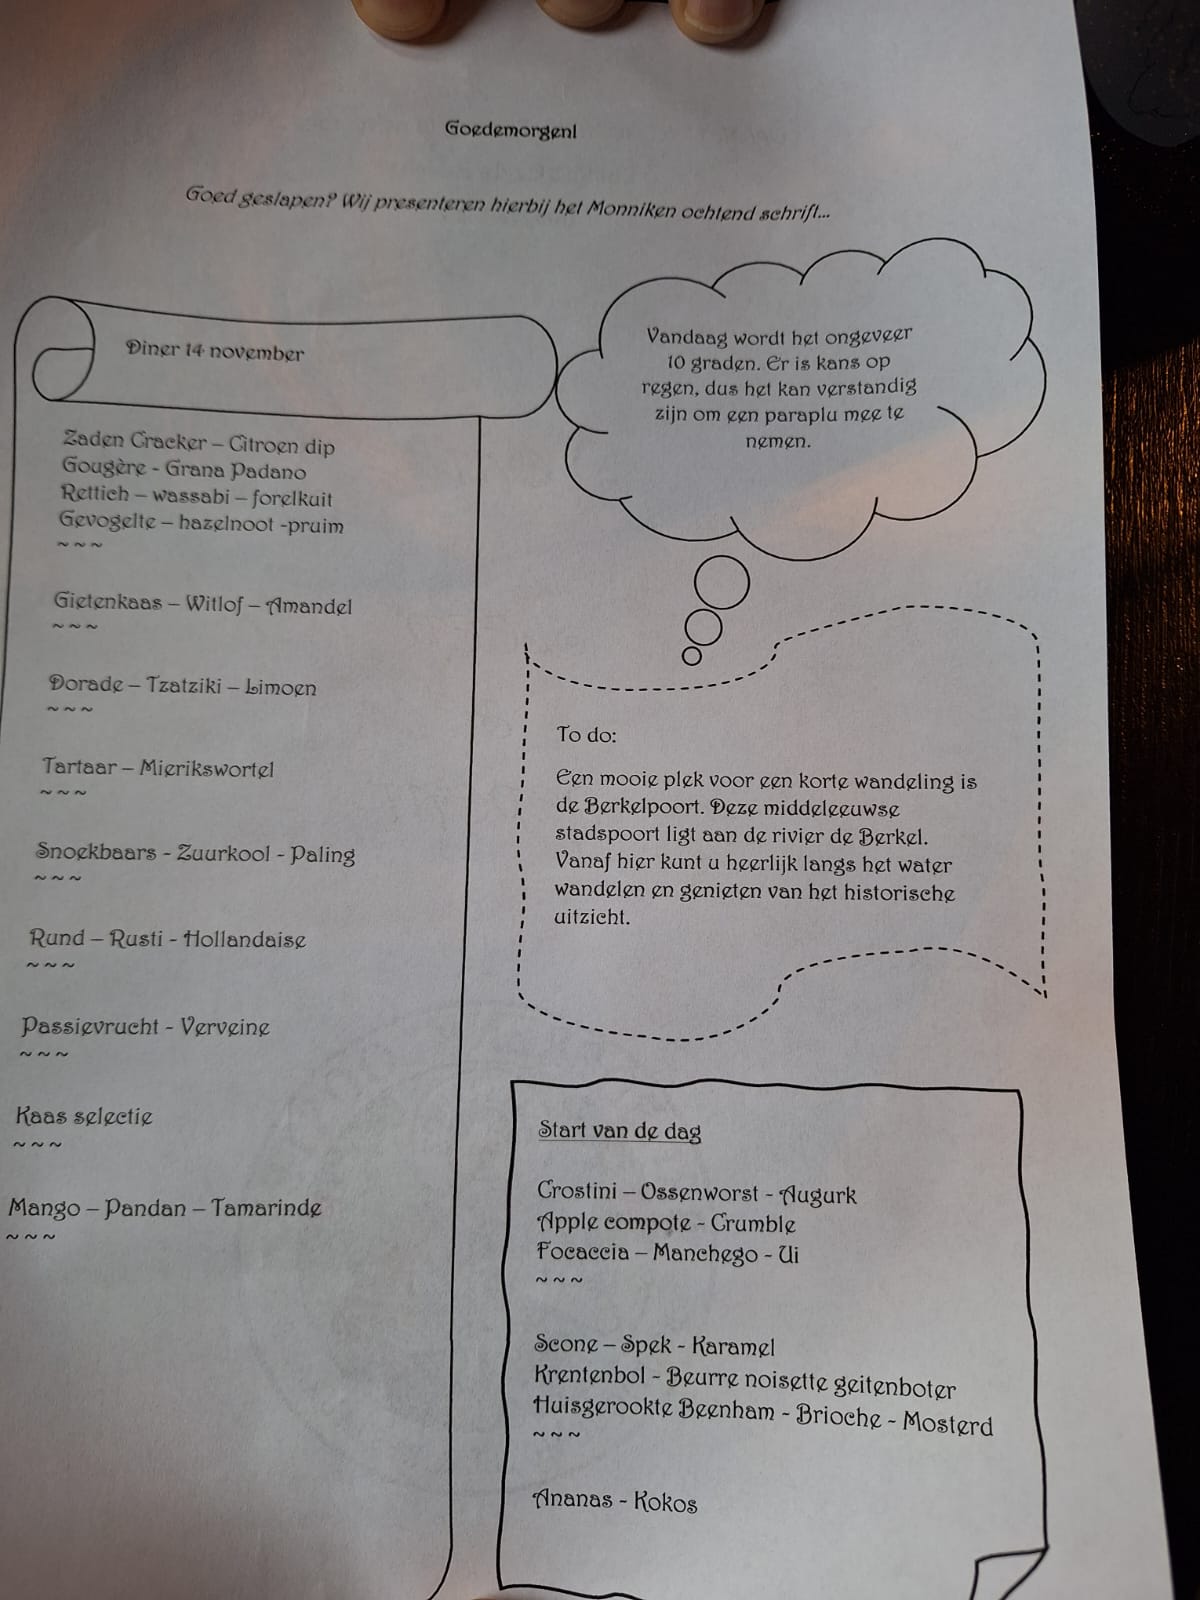 Goedemorgen!
Goed geslapen? Wij presenteren hierbij het Monniken ochtend schrift...
Diner 14 november
Zaden Cracker – Citroen dip
Gougère - Grana Padano
Rettich – wassabi – forelkuit
Gevogelte – hazelnoot -pruim
~~~
Gietenkaas – Witlof – Amandel
~~~
Dorade – Tzatziki – Limoen
~~~
Tartaar – Mierikswortel
~~~
Snoekbaars - Zuurkool - Paling
~~~
Rund – Rusti - Hollandaise
~~~
Passievrucht - Verveine
~~~
Kaas selectie
~~~
Mango – Pandan – Tamarinde
~~~
Vandaag wordt het ongeveer
10 graden. Er is kans op
regen, dus het kan verstandig
zijn om een paraplu mee te
nemen.
To do:
Een mooie plek voor een korte wandeling is
de Berkelpoort. Deze middeleeuwse
stadspoort ligt aan de rivier de Berkel.
Vanaf hier kunt u heerlijk langs het water
wandelen en genieten van het historische
uitzicht.
Start van de dag
Crostini – Ossenworst - Augurk
Apple compote - Crumble
Focaccia – Manchego - Ui
~~~
Scone – Spek - Karamel
Krentenbol - Beurre noisette geitenboter
Huisgerookte Beenham - Brioche - Mosterd
~~~
Ananas - Kokos